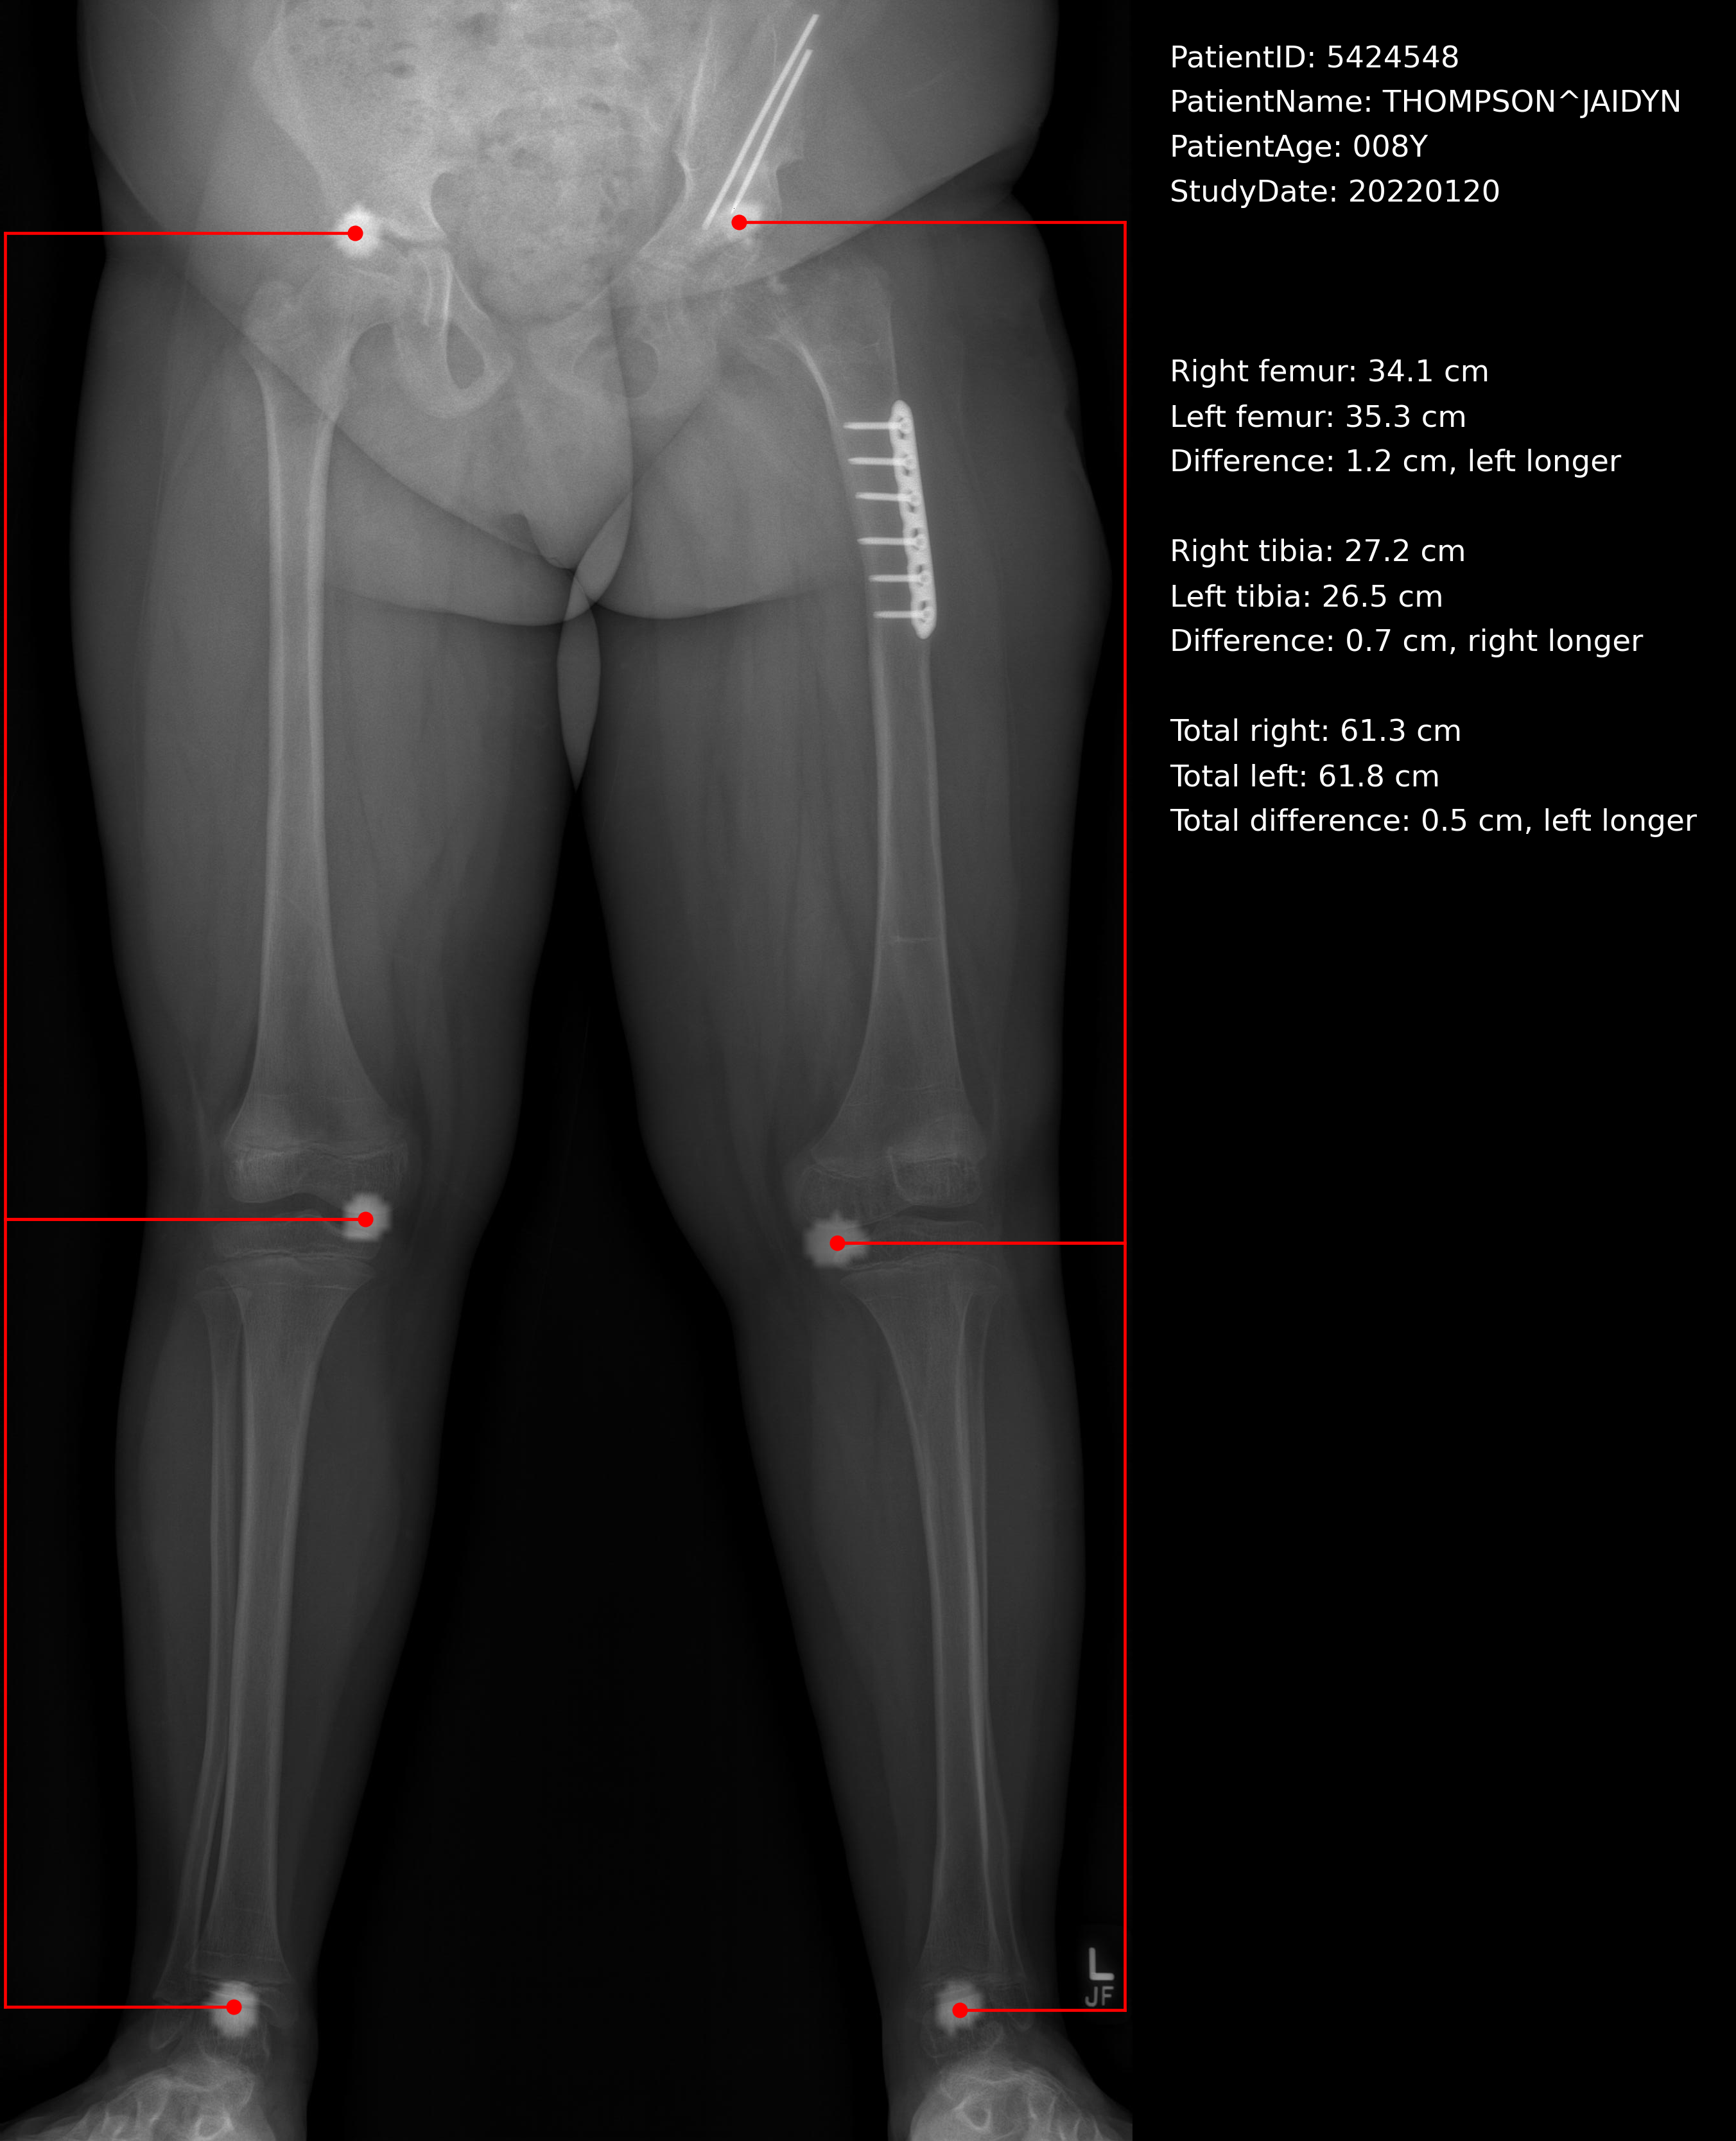 PatientID: 5424548
PatientName: THOMPSON^JAIDYN
PatientAge: 008Y
StudyDate: 20220120
Right femur: 34.1 cm
Left femur: 35.3 cm
Difference: 1.2 cm, left longer
Right tibia: 27.2 cm
Left tibia: 26.5 cm
Difference: 0.7 cm, right longer
Total right: 61.3 cm
Total left: 61.8 cm
Total difference: 0.5 cm, left longer
L
JF